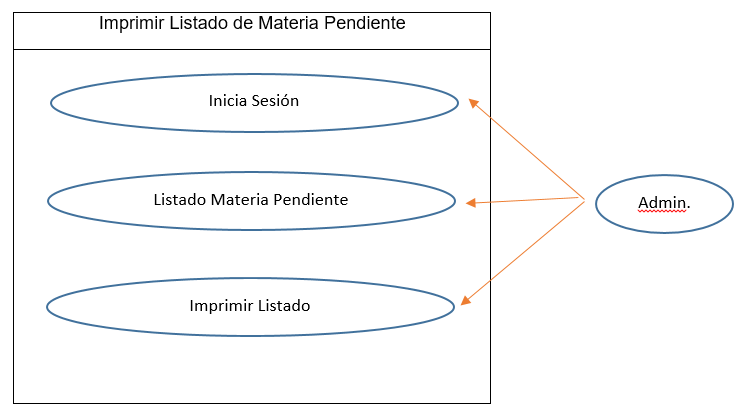 Imprimir Listado de Materia Pendiente
Inicia Sesión
Listado Materia Pendiente
Admin.
Imprimir Listado